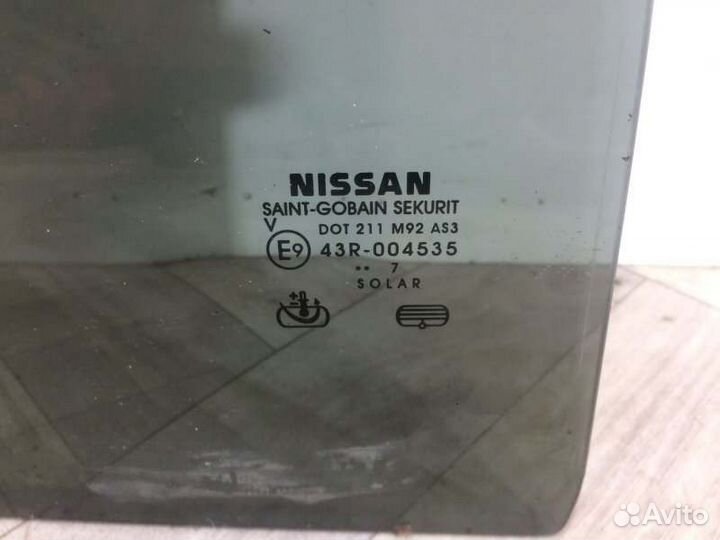 NISSAN
SAINT-GOBAIN SEKURIT
V
DOT 211 M92 AS3
E9 43R-004535
•• 7
SOLAR
Avito